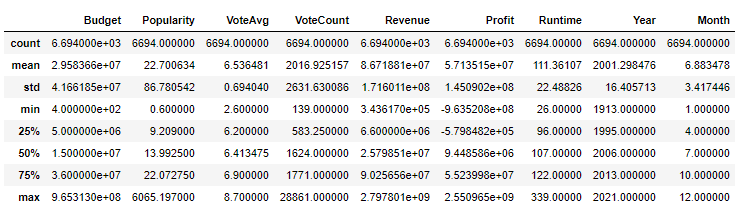 Budget Popularity VoteAvg VoteCount Revenue Profit Runtime Year Month
count 6.694000e+03 6694.000000 6694.000000 6694.000000 6.694000e+03 6.694000e+03 6694.00000 6694.000000 6694.000000
mean 2.958366e+07 22.700634 6.536481 2016.925157 8.671881e+07 5.713515e+07 111.36107 2001.298476 6.883478
std 4.166185e+07 86.780542 0.694040 2631.630086 1.716011e+08 1.450902e+08 22.48826 16.405713 3.417446
min 4.000000e+02 0.600000 2.600000 139.000000 3.436170e+05 -9.635208e+08 26.00000 1913.000000 1.000000
25% 5.000000e+06 9.209000 6.200000 583.250000 6.600000e+06 -5.798482e+05 96.00000 1995.000000 4.000000
50% 1.500000e+07 13.992500 6.413475 1624.000000 2.579851e+07 9.448586e+06 107.00000 2006.000000 7.000000
75% 3.600000e+07 22.072750 6.900000 1771.000000 9.025656e+07 5.523998e+07 122.00000 2013.000000 10.000000
max 9.653130e+08 6065.197000 8.700000 28861.000000 2.797801e+09 2.550965e+09 339.00000 2021.000000 12.000000